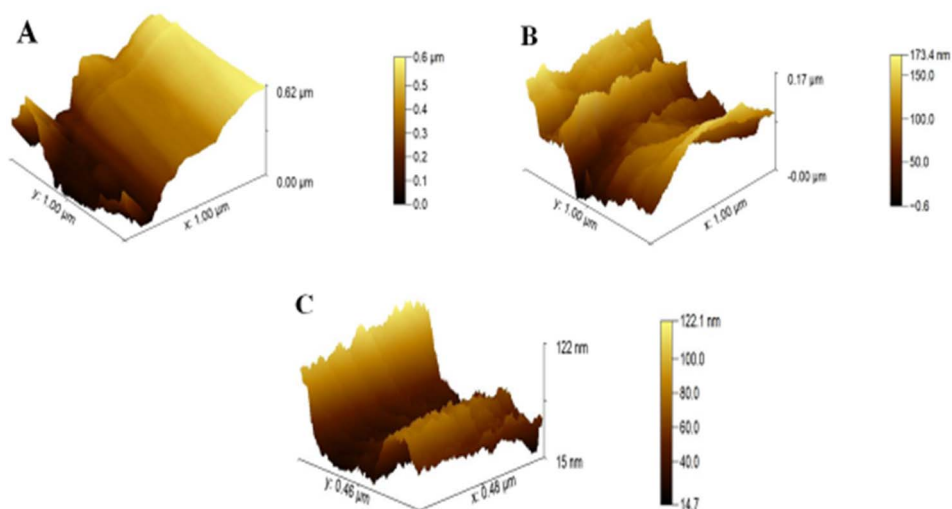 A
0.6 µm
0.5
0.4
0.3
0.2
0.1
0.0
0.62 µm
0.00 µm
y: 1.00 µm
x: 1.00 µm
B
173.4 nm
150.0
100.0
50.0
-0.6
0.17 µm
-0.00 µm
y: 1.00 µm
x: 1.00 µm
C
122.1 nm
100.0
80.0
60.0
40.0
14.7
122 nm
15 nm
y: 0.46 µm
x: 0.46 µm